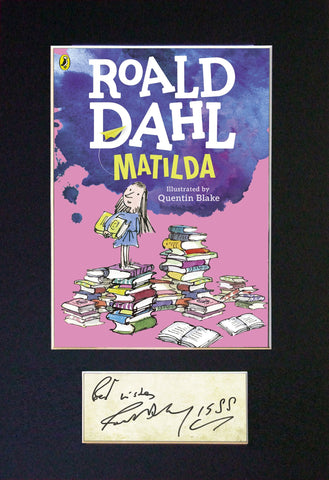 ROALD
DAHL
MATILDA
Illustrated by
Quentin Blake
Best wishes
1988